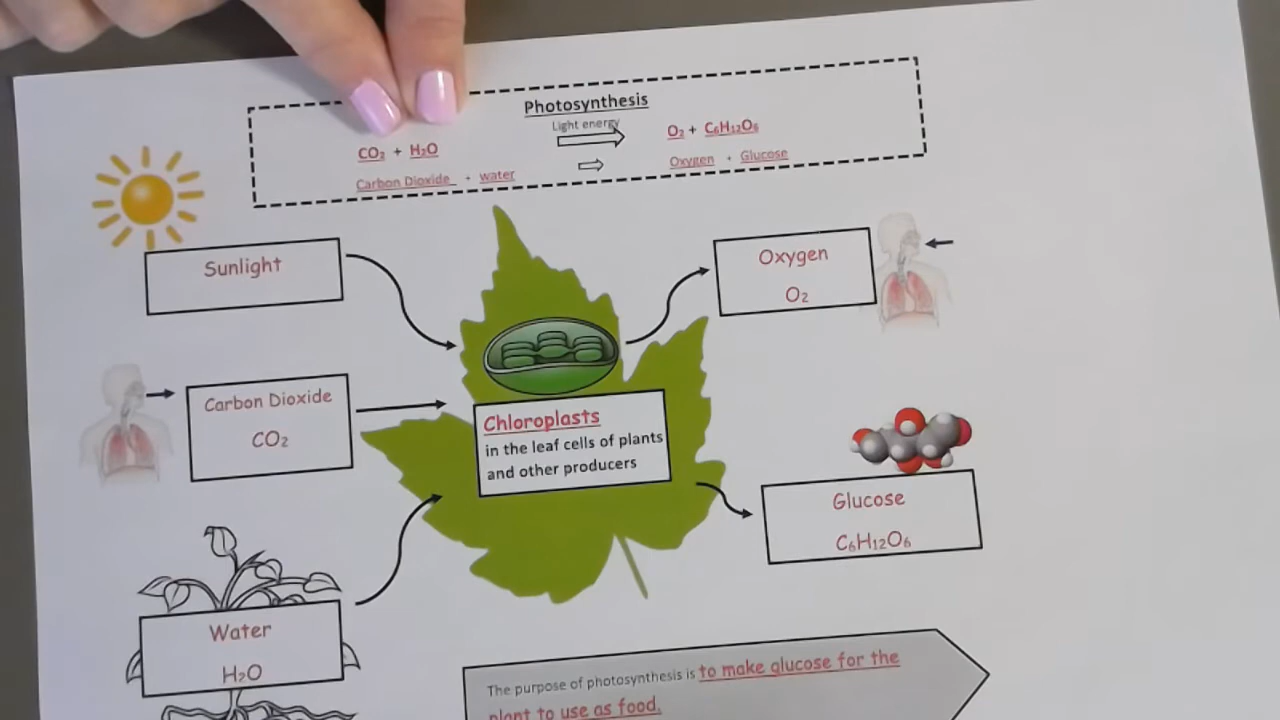 Photosynthesis
Light energy
CO₂ + H₂O
O₂ + C₆H₁₂O₆
Carbon Dioxide + water
Oxygen + Glucose
Sunlight
Oxygen
O₂
Carbon Dioxide
CO₂
Chloroplasts
in the leaf cells of plants
and other producers
Glucose
C₆H₁₂O₆
Water
H₂O
The purpose of photosynthesis is to make glucose for the
plant to use as food.